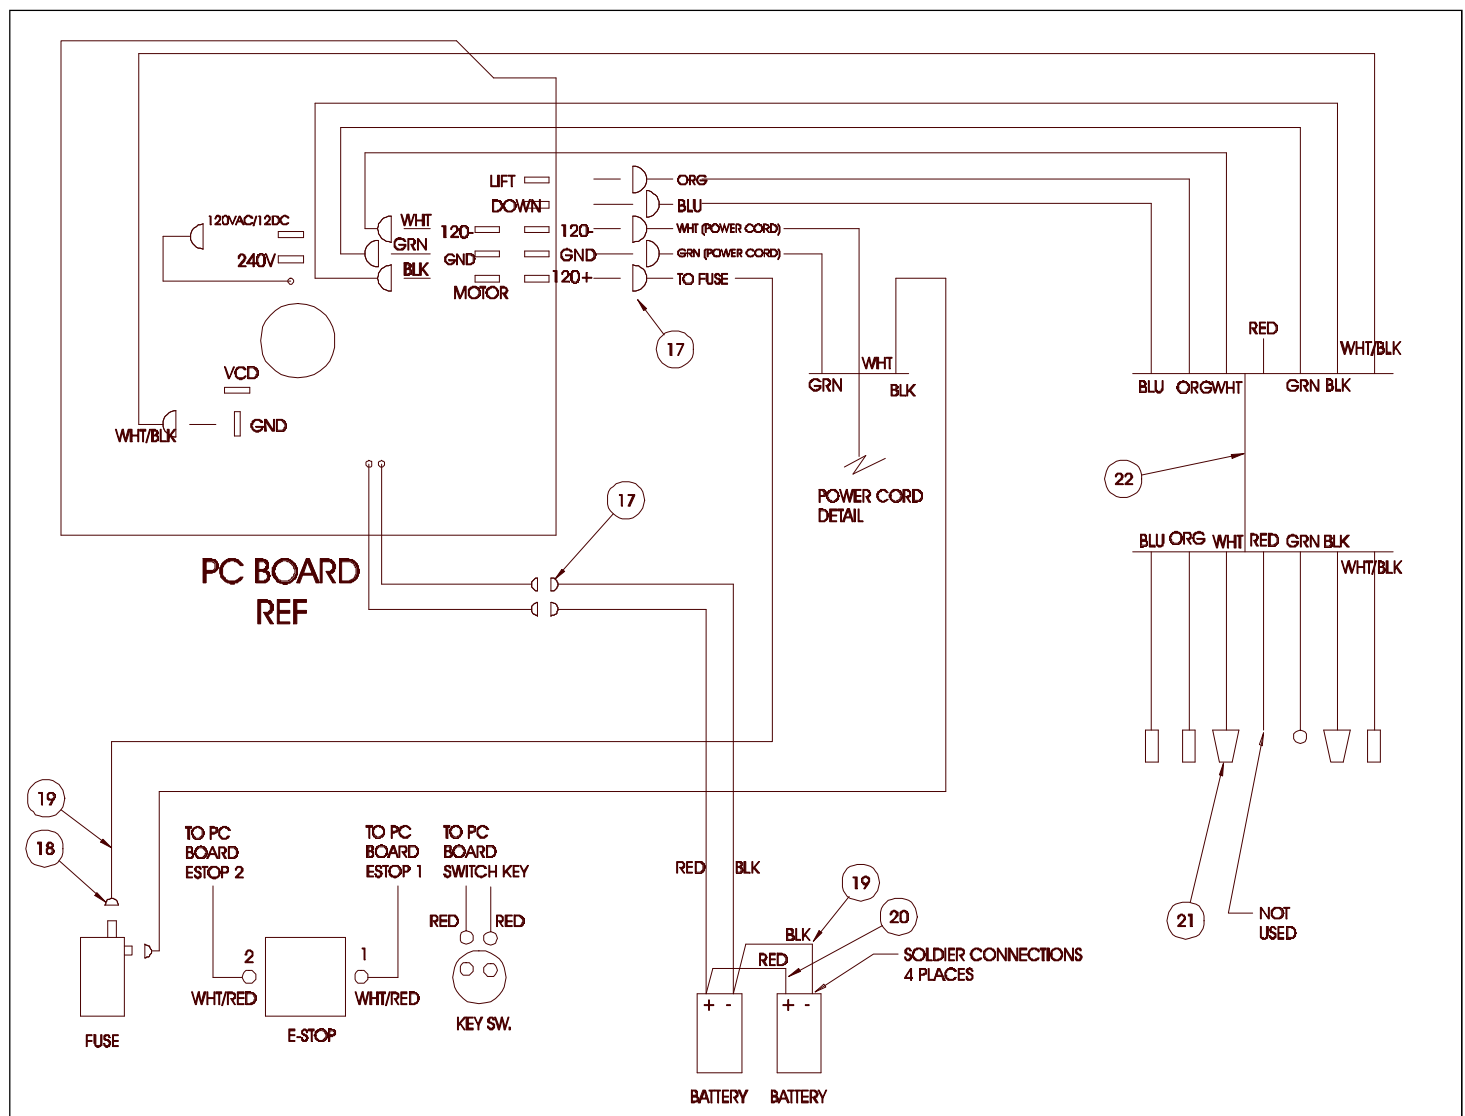 LIFT
ORG
DOWN
BLU
120VAC/12DC
WHT
120-
120-
WHT (POWER CORD)
GRN
240V
GND
GND
GRN (POWER CORD)
BLK
120+
TO FUSE
MOTOR
17
RED
WHT/BLK
WHT
VCD
GRN
BLK
BLU
ORG
WHT
GRN
BLK
WHT/BLK
GND
22
POWER CORD
DETAIL
17
BLU
ORG
WHT
RED
GRN
BLK
WHT/BLK
PC BOARD
REF
19
18
TO PC
BOARD
ESTOP 2
TO PC
BOARD
ESTOP 1
TO PC
BOARD
SWITCH KEY
RED
BLK
19
20
21
NOT
USED
RED
RED
BLK
RED
SOLDIER CONNECTIONS
4 PLACES
2
1
WHT/RED
WHT/RED
+ -
+ -
FUSE
E-STOP
KEY SW.
BATTERY
BATTERY